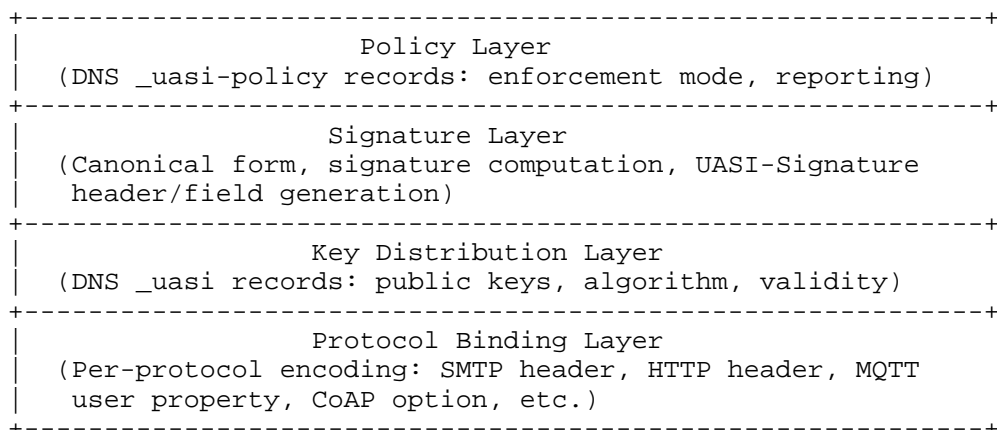 +------------------------------------------------------------+
|                     Policy Layer
|  (DNS _uasi-policy records: enforcement mode, reporting)
+------------------------------------------------------------+
|                   Signature Layer
|  (Canonical form, signature computation, UASI-Signature
|   header/field generation)
+------------------------------------------------------------+
|                  Key Distribution Layer
|  (DNS _uasi records: public keys, algorithm, validity)
+------------------------------------------------------------+
|                  Protocol Binding Layer
|  (Per-protocol encoding: SMTP header, HTTP header, MQTT
|   user property, CoAP option, etc.)
+------------------------------------------------------------+